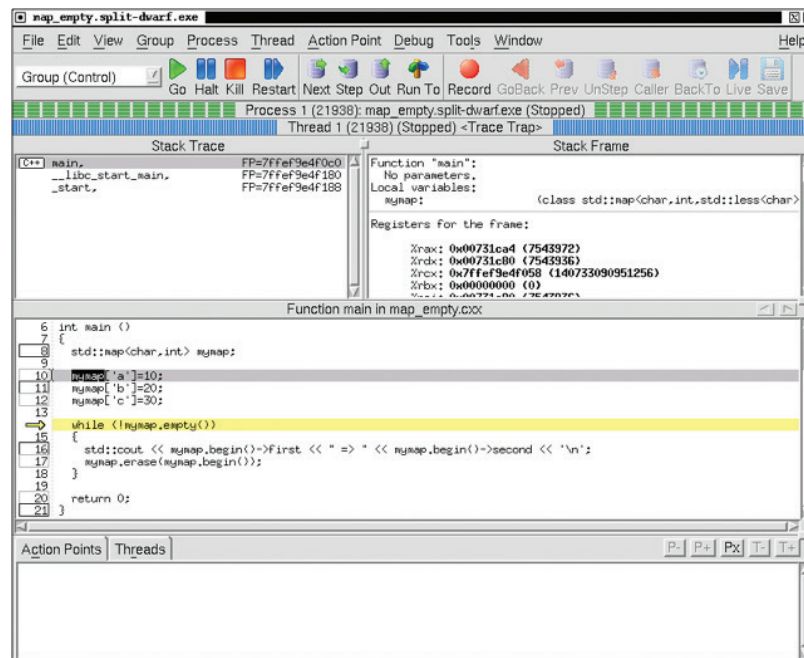 map_empty.split-dwarf.exe
File Edit View Group Process Thread Action Point Debug Tools Window Help
Group (Control)
Go Halt Kill Restart Next Step Out Run To Record GoBack Prev UnStep Caller BackTo Live Save
Process 1 (21938): map_empty.split-dwarf.exe (Stopped)
Thread 1 (21938) (Stopped) <Trace Trap>
Stack Trace
C++ main, FP=7ffef9e4f0c0
__libc_start_main, FP=7ffef9e4f180
_start, FP=7ffef9e4f188
Stack Frame
Function "main":
No parameters.
Local variables:
mymap: (class std::map<char,int,std::less<char>
Registers for the frame:
%rax: 0x00731ca4 (7543972)
%rdx: 0x00731c80 (7543936)
%rcx: 0x7ffef9e4f058 (140733090951256)
%rbx: 0x00000000 (0)
Function main in map_empty.cxx
6 int main ()
7 {
8 std::map<char,int> mymap;
9
10 mymap['a']=10;
11 mymap['b']=20;
12 mymap['c']=30;
13
while (!mymap.empty())
15 {
16 std::cout << mymap.begin()->first << " => " << mymap.begin()->second << '\n';
17 mymap.erase(mymap.begin());
18 }
19
20 return 0;
21 }
Action Points Threads P- P+ Px T- T+